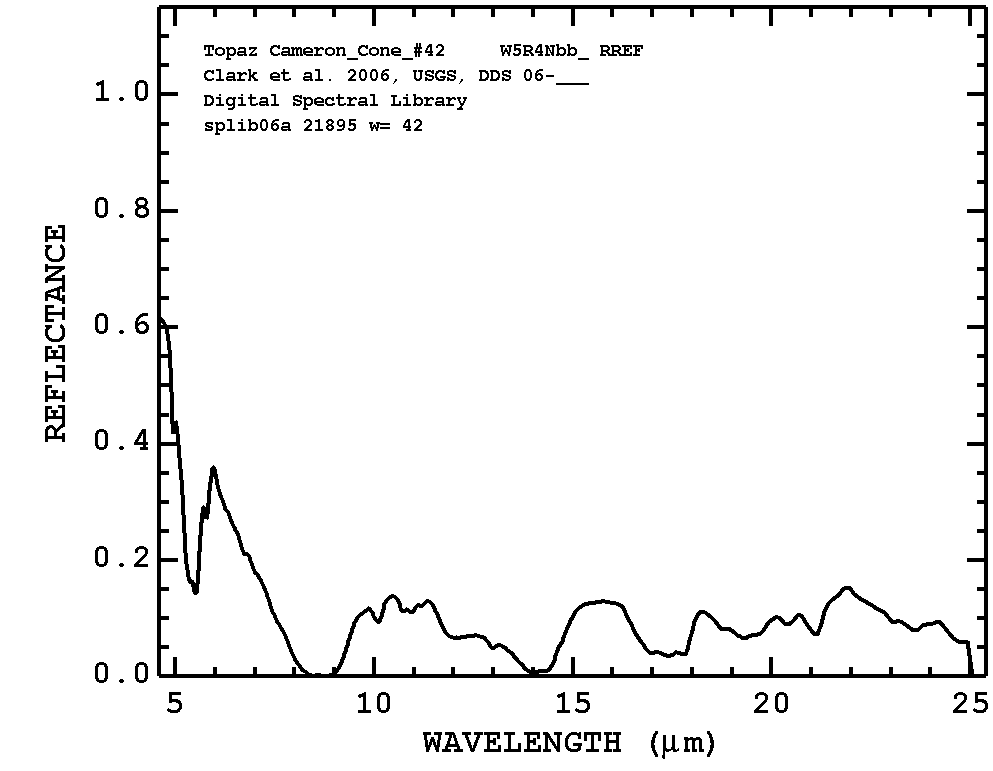 Topaz Cameron_Cone_#42 W5R4Nbb_ RREF
Clark et al. 2006, USGS, DDS 06-___
Digital Spectral Library
splib06a 21895 w= 42
REFLECTANCE
1.0
0.8
0.6
0.4
0.2
0.0
5 10 15 20 25
WAVELENGTH (μm)